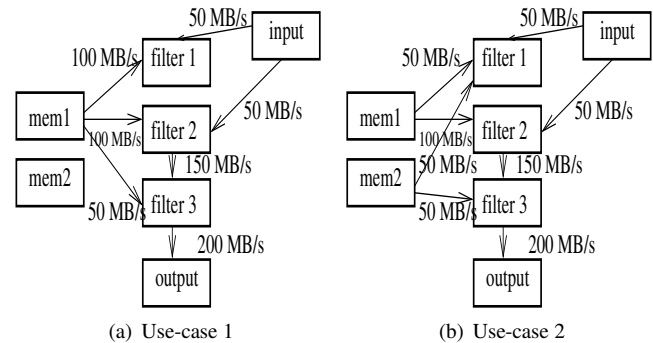 50 MB/s
input
100 MB/s
filter 1
50 MB/s
mem1
filter 2
100 MB/s
150 MB/s
mem2
filter 3
50 MB/s
200 MB/s
output
(a) Use-case 1
50 MB/s
input
50 MB/s
filter 1
50 MB/s
mem1
filter 2
100 MB/s
50 MB/s
150 MB/s
mem2
filter 3
50 MB/s
200 MB/s
output
(b) Use-case 2